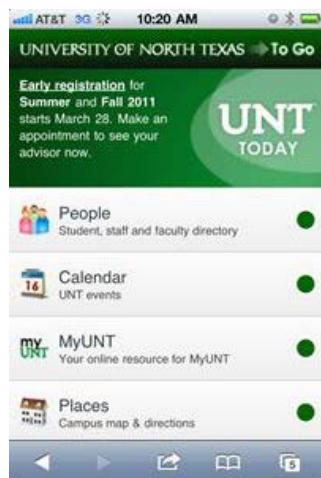 AT&T 3G 10:20 AM
UNIVERSITY OF NORTH TEXAS To Go
Early registration for
Summer and Fall 2011
starts March 28. Make an
appointment to see your
advisor now.
UNT
TODAY
People
Student, staff and faculty directory
16
Calendar
UNT events
my
UNT
MyUNT
Your online resource for MyUNT
Places
Campus map & directions
5